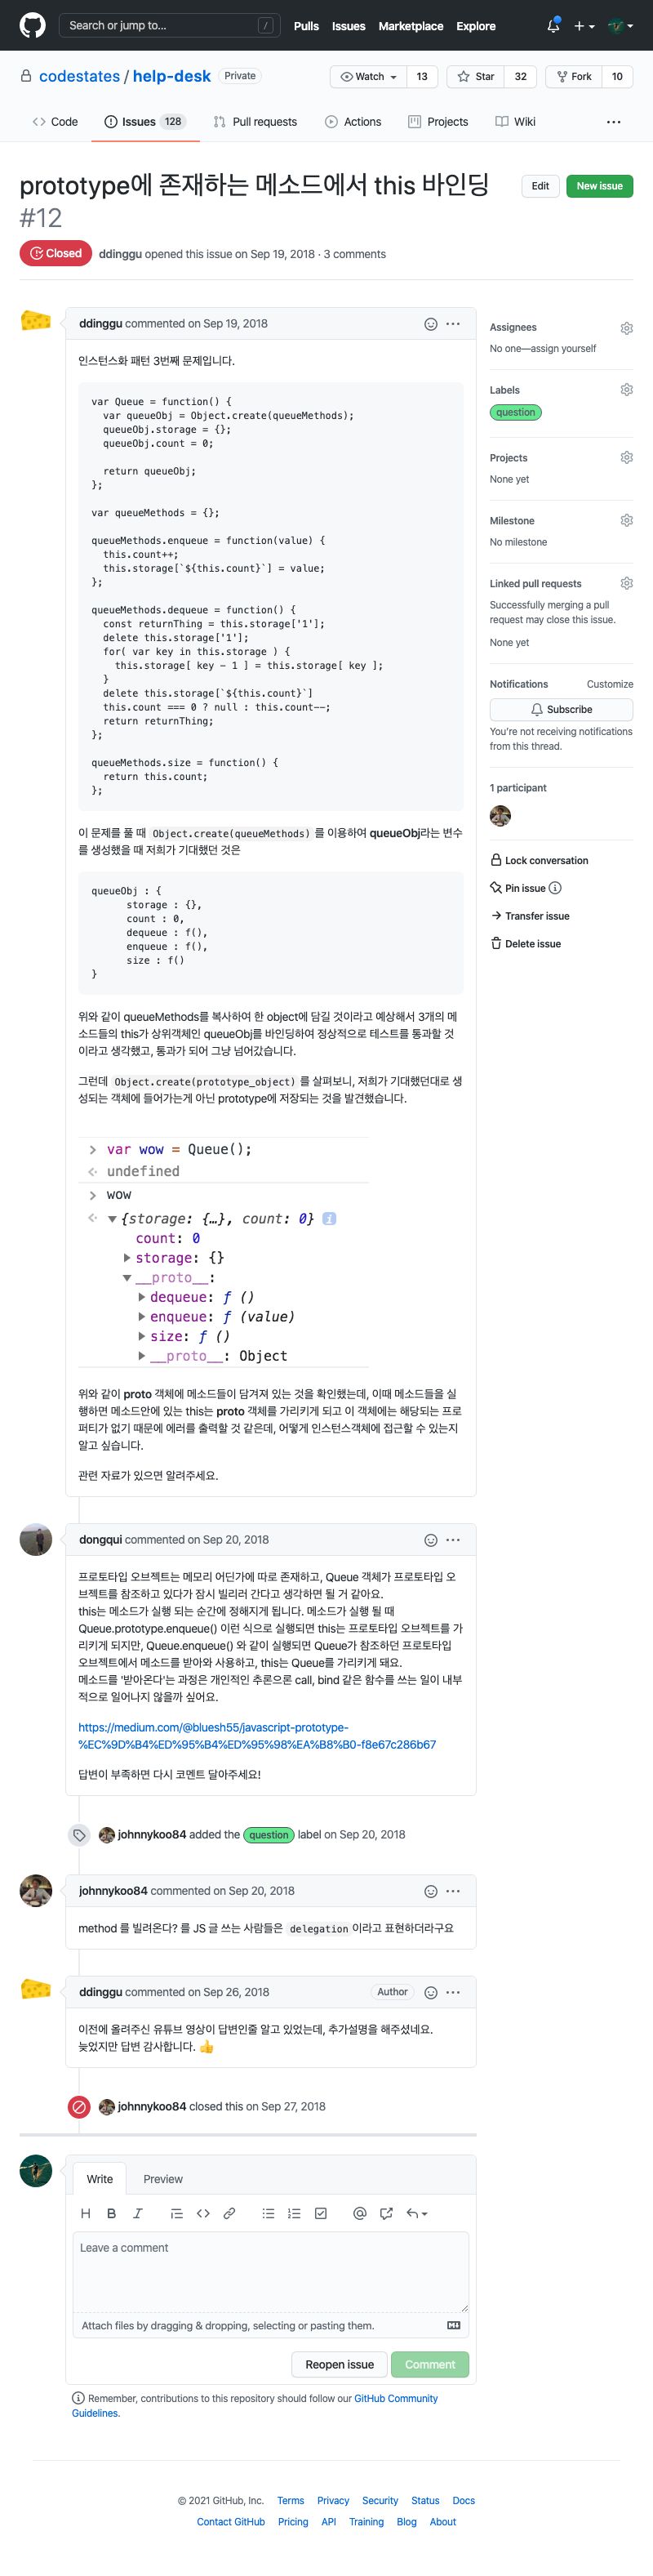 Search or jump to... /
Pulls Issues Marketplace Explore
codestates / help-desk Private
Watch 13 Star 32 Fork 10
Code Issues 128 Pull requests Actions Projects Wiki ···
prototype에 존재하는 메소드에서 this 바인딩
#12
Edit New issue
Closed ddinggu opened this issue on Sep 19, 2018 · 3 comments
ddinggu commented on Sep 19, 2018
인스턴스화 패턴 3번째 문제입니다.
var Queue = function() {
var queueObj = Object.create(queueMethods);
queueObj.storage = {};
queueObj.count = 0;
return queueObj;
};
var queueMethods = {};
queueMethods.enqueue = function(value) {
this.count++;
this.storage[`${this.count}`] = value;
};
queueMethods.dequeue = function() {
const returnThing = this.storage['1'];
delete this.storage['1'];
for( var key in this.storage ) {
this.storage[ key - 1 ] = this.storage[ key ];
}
delete this.storage[`${this.count}`]
this.count === 0 ? null : this.count--;
return returnThing;
};
queueMethods.size = function() {
return this.count;
};
이 문제를 풀 때 Object.create(queueMethods) 를 이용하여 queueObj라는 변수
를 생성했을 때 저희가 기대했던 것은
queueObj : {
storage : {},
count : 0,
dequeue : f(),
enqueue : f(),
size : f()
}
위와 같이 queueMethods를 복사하여 한 object에 담길 것이라고 예상해서 3개의 메
소드들의 this가 상위객체인 queueObj를 바인딩하여 정상적으로 테스트를 통과할 것
이라고 생각했고, 통과가 되어 그냥 넘어갔습니다.
그런데 Object.create(prototype_object) 를 살펴보니, 저희가 기대했던대로 생
성되는 객체에 들어가는게 아닌 prototype에 저장되는 것을 발견했습니다.
var wow = Queue();
undefined
wow
{storage: {…}, count: 0} i
count: 0
storage: {}
__proto__:
dequeue: ƒ ()
enqueue: ƒ (value)
size: ƒ ()
__proto__: Object
위와 같이 proto 객체에 메소드들이 담겨져 있는 것을 확인했는데, 이때 메소드들을 실
행하면 메소드안에 있는 this는 proto 객체를 가리키게 되고 이 객체에는 해당되는 프로
퍼티가 없기 때문에 에러를 출력할 것 같은데, 어떻게 인스턴스객체에 접근할 수 있는지
알고 싶습니다.
관련 자료가 있으면 알려주세요.
Assignees
No one—assign yourself
Labels
question
Projects
None yet
Milestone
No milestone
Linked pull requests
Successfully merging a pull
request may close this issue.
None yet
Notifications Customize
Subscribe
You're not receiving notifications
from this thread.
1 participant
Lock conversation
Pin issue
Transfer issue
Delete issue
dongqui commented on Sep 20, 2018
프로토타입 오브젝트는 메모리 어딘가에 따로 존재하고, Queue 객체가 프로토타입 오
브젝트를 참조하고 있다가 잠시 빌리러 간다고 생각하면 될 거 같아요.
this는 메소드가 실행 되는 순간에 정해지게 됩니다. 메소드가 실행 될 때
Queue.prototype.enqueue() 이런 식으로 실행되면 this는 프로토타입 오브젝트를 가
리키게 되지만, Queue.enqueue() 와 같이 실행되면 Queue가 참조하던 프로토타입
오브젝트에서 메소드를 받아와 사용하고, this는 Queue를 가리키게 돼요.
메소드를 '받아온다'는 과정은 개인적인 추론으론 call, bind 같은 함수를 쓰는 일이 내부
적으로 일어나지 않을까 싶어요.
https://medium.com/@bluesh55/javascript-prototype-
%EC%9D%B4%ED%95%B4%ED%95%98%EA%B8%B0-f8e67c286b67
답변이 부족하면 다시 코멘트 달아주세요!
johnnykoo84 added the question label on Sep 20, 2018
johnnykoo84 commented on Sep 20, 2018
method 를 빌려온다? 를 JS 글 쓰는 사람들은 delegation 이라고 표현하더라구요
ddinggu commented on Sep 26, 2018 Author
이전에 올려주신 유튜브 영상이 답변인줄 알고 있었는데, 추가설명을 해주셨네요.
늦었지만 답변 감사합니다. 👍
johnnykoo84 closed this on Sep 27, 2018
Write Preview
Leave a comment
Attach files by dragging & dropping, selecting or pasting them.
Reopen issue Comment
Remember, contributions to this repository should follow our GitHub Community
Guidelines.
© 2021 GitHub, Inc. Terms Privacy Security Status Docs
Contact GitHub Pricing API Training Blog About